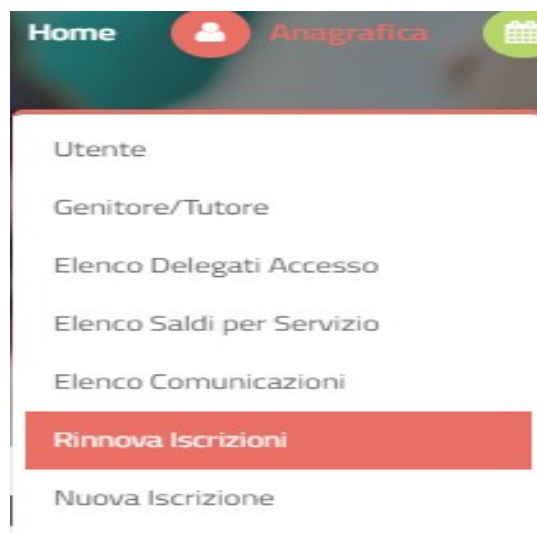 Home Anagrafica
Utente
Genitore/Tutore
Elenco Delegati Accesso
Elenco Saldi per Servizio
Elenco Comunicazioni
Rinnova Iscrizioni
Nuova Iscrizione